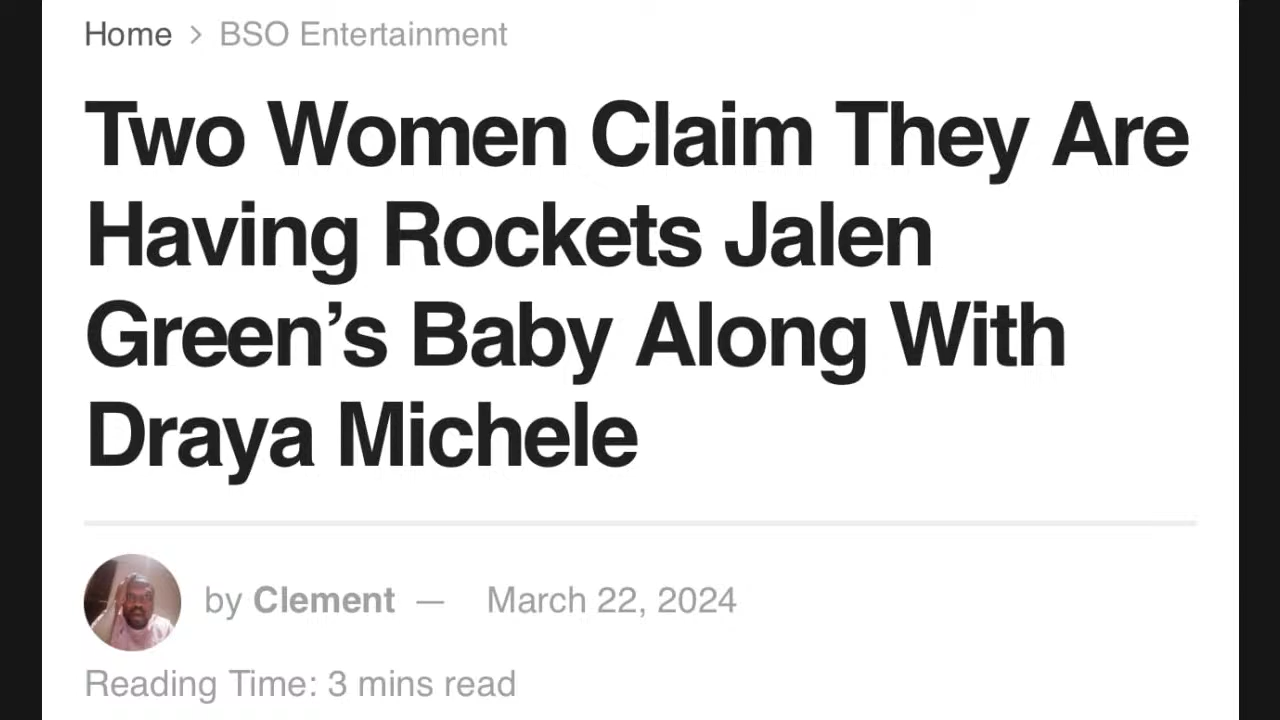 Home > BSO Entertainment
Two Women Claim They Are
Having Rockets Jalen
Green’s Baby Along With
Draya Michele
by Clement — March 22, 2024
Reading Time: 3 mins read